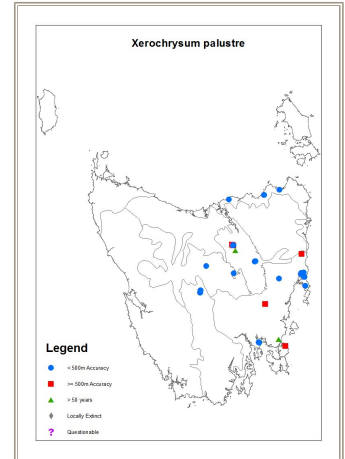 Xerochrysum palustre
Legend
< 500m Accuracy
>= 500m Accuracy
> 50 years
Locally Extinct
? Questionable